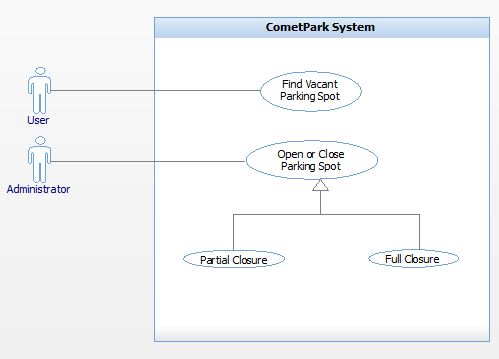 CometPark System
Find Vacant
Parking Spot
User
Open or Close
Parking Spot
Administrator
Partial Closure
Full Closure